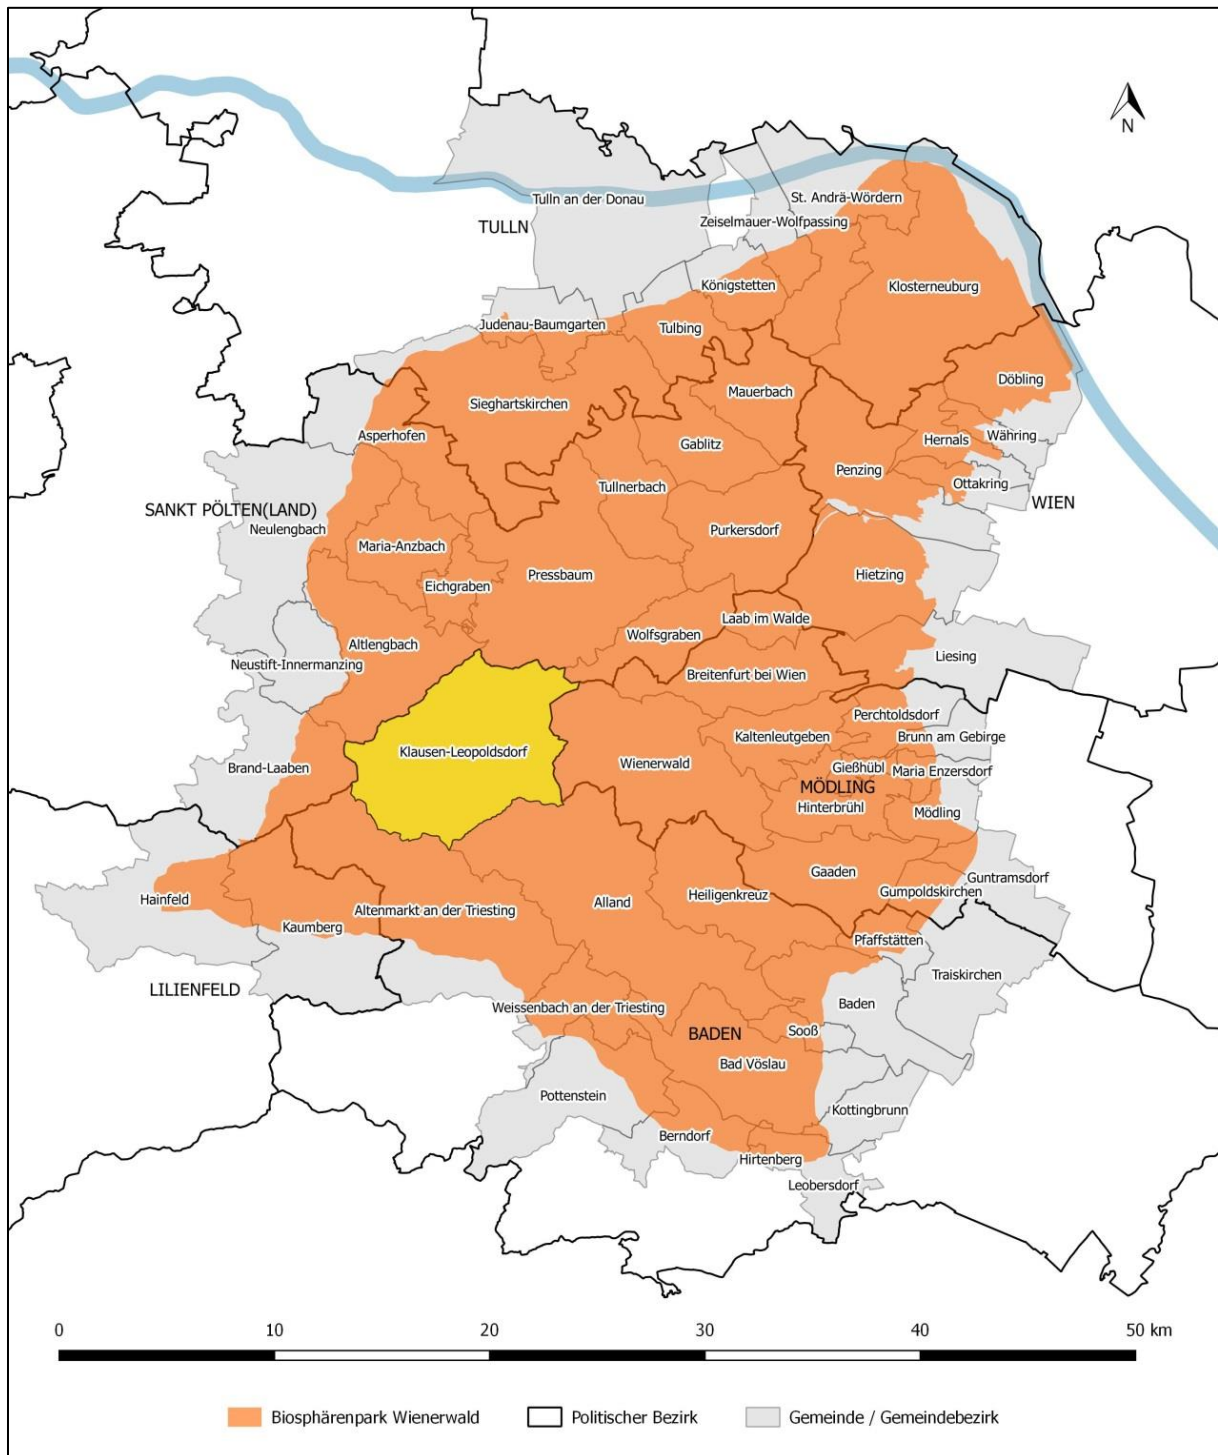 N
Tulln an der Donau
St. Andrä-Wördern
Zeiselmauer-Wolfpassing
TULLN
Königstetten
Klosterneuburg
Judenau-Baumgarten
Tulbing
Döbling
Mauerbach
Sieghartskirchen
Asperhofen
Gablitz
Hernals
Währing
Penzing
Ottakring
Tullnerbach
WIEN
SANKT PÖLTEN(LAND)
Neulengbach
Purkersdorf
Maria-Anzbach
Pressbaum
Hietzing
Eichgraben
Laab im Walde
Wolfsgraben
Altlengbach
Liesing
Neustift-Innermanzing
Breitenfurt bei Wien
Perchtoldsdorf
Kaltenleutgeben
Brunn am Gebirge
Klausen-Leopoldsdorf
Wienerwald
Brand-Laaben
Gießhübl
Maria Enzersdorf
MÖDLING
Hinterbrühl
Mödling
Gaaden
Guntramsdorf
Gumpoldskirchen
Heiligenkreuz
Hainfeld
Alland
Altenmarkt an der Triesting
Kaumberg
Pfaffstätten
Traiskirchen
LILIENFELD
Weissenbach an der Triesting
Baden
BADEN
Sooß
Bad Vöslau
Pottenstein
Kottingbrunn
Berndorf
Hirtenberg
Leobersdorf
0 10 20 30 40 50 km
Biosphärenpark Wienerwald Politischer Bezirk Gemeinde / Gemeindebezirk